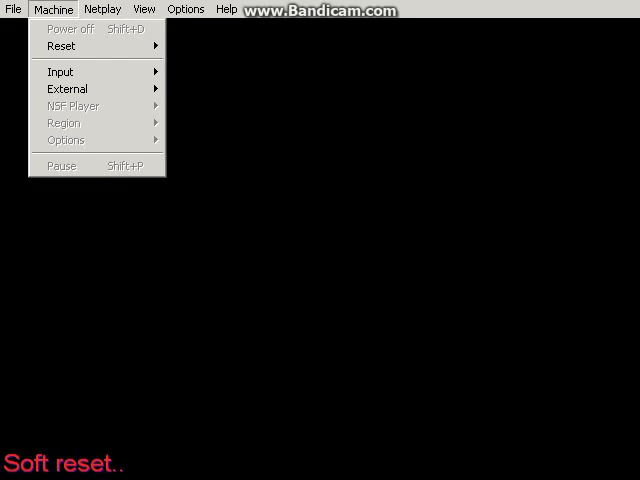 File Machine Netplay View Options Help www.Bandicam.com
Power off Shift+D
Reset
Input
External
NSF Player
Region
Options
Pause Shift+P
Soft reset..